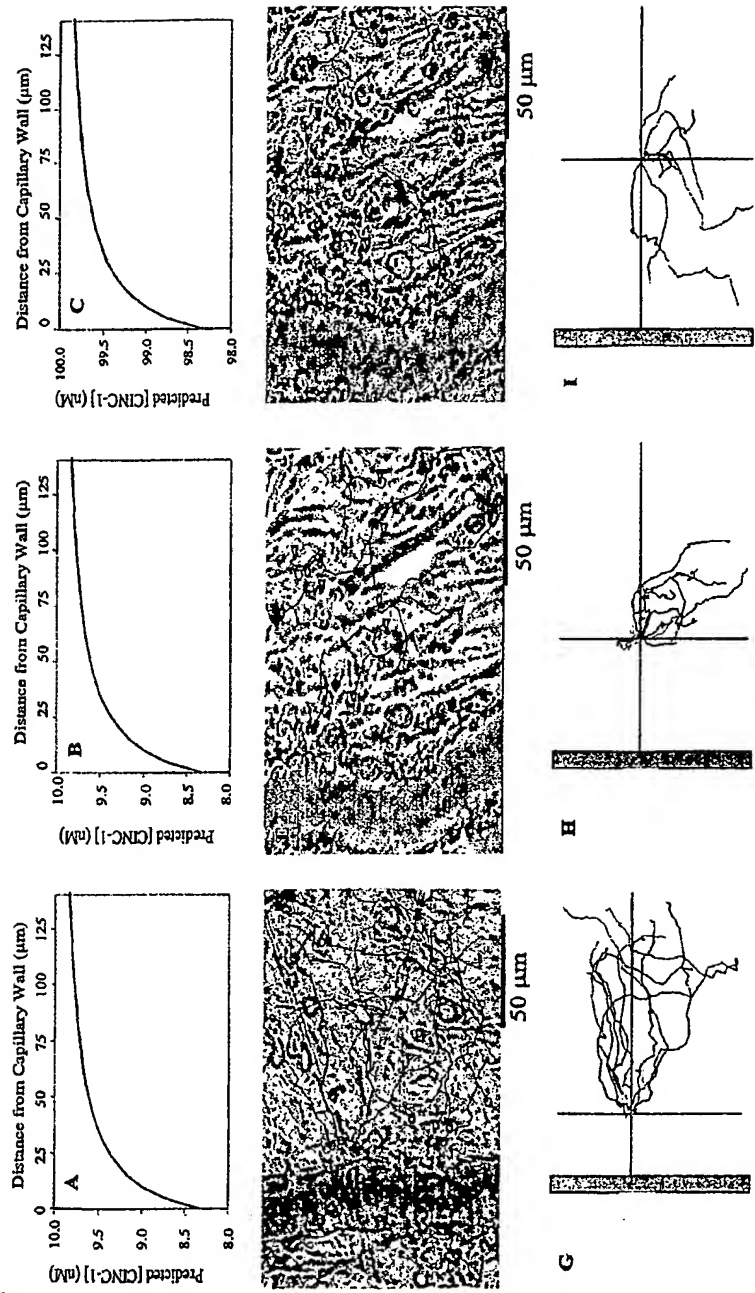 Distance from Capillary Wall (µm)
0 25 50 75 100 125
10.0
9.5
9.0
8.5
8.0
Predicted [CINC-1] (nM)
A
Distance from Capillary Wall (µm)
0 25 50 75 100 125
10.0
9.5
9.0
8.5
8.0
Predicted [CINC-1] (nM)
B
Distance from Capillary Wall (µm)
0 25 50 75 100 125
100.0
99.5
99.0
98.5
98.0
Predicted [CINC-1] (nM)
C
50 µm
50 µm
50 µm
G
H
I